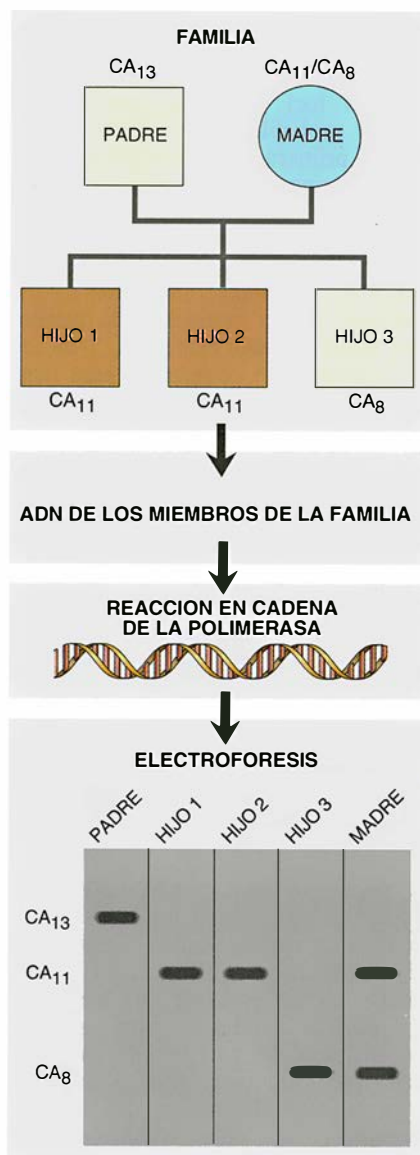 FAMILIA
CA13 CA11/CA8
PADRE MADRE
HIJO 1 HIJO 2 HIJO 3
CA11 CA11 CA8
ADN DE LOS MIEMBROS DE LA FAMILIA
REACCION EN CADENA
DE LA POLIMERASA
ELECTROFORESIS
PADRE HIJO 1 HIJO 2 HIJO 3 MADRE
CA13
CA11
CA8